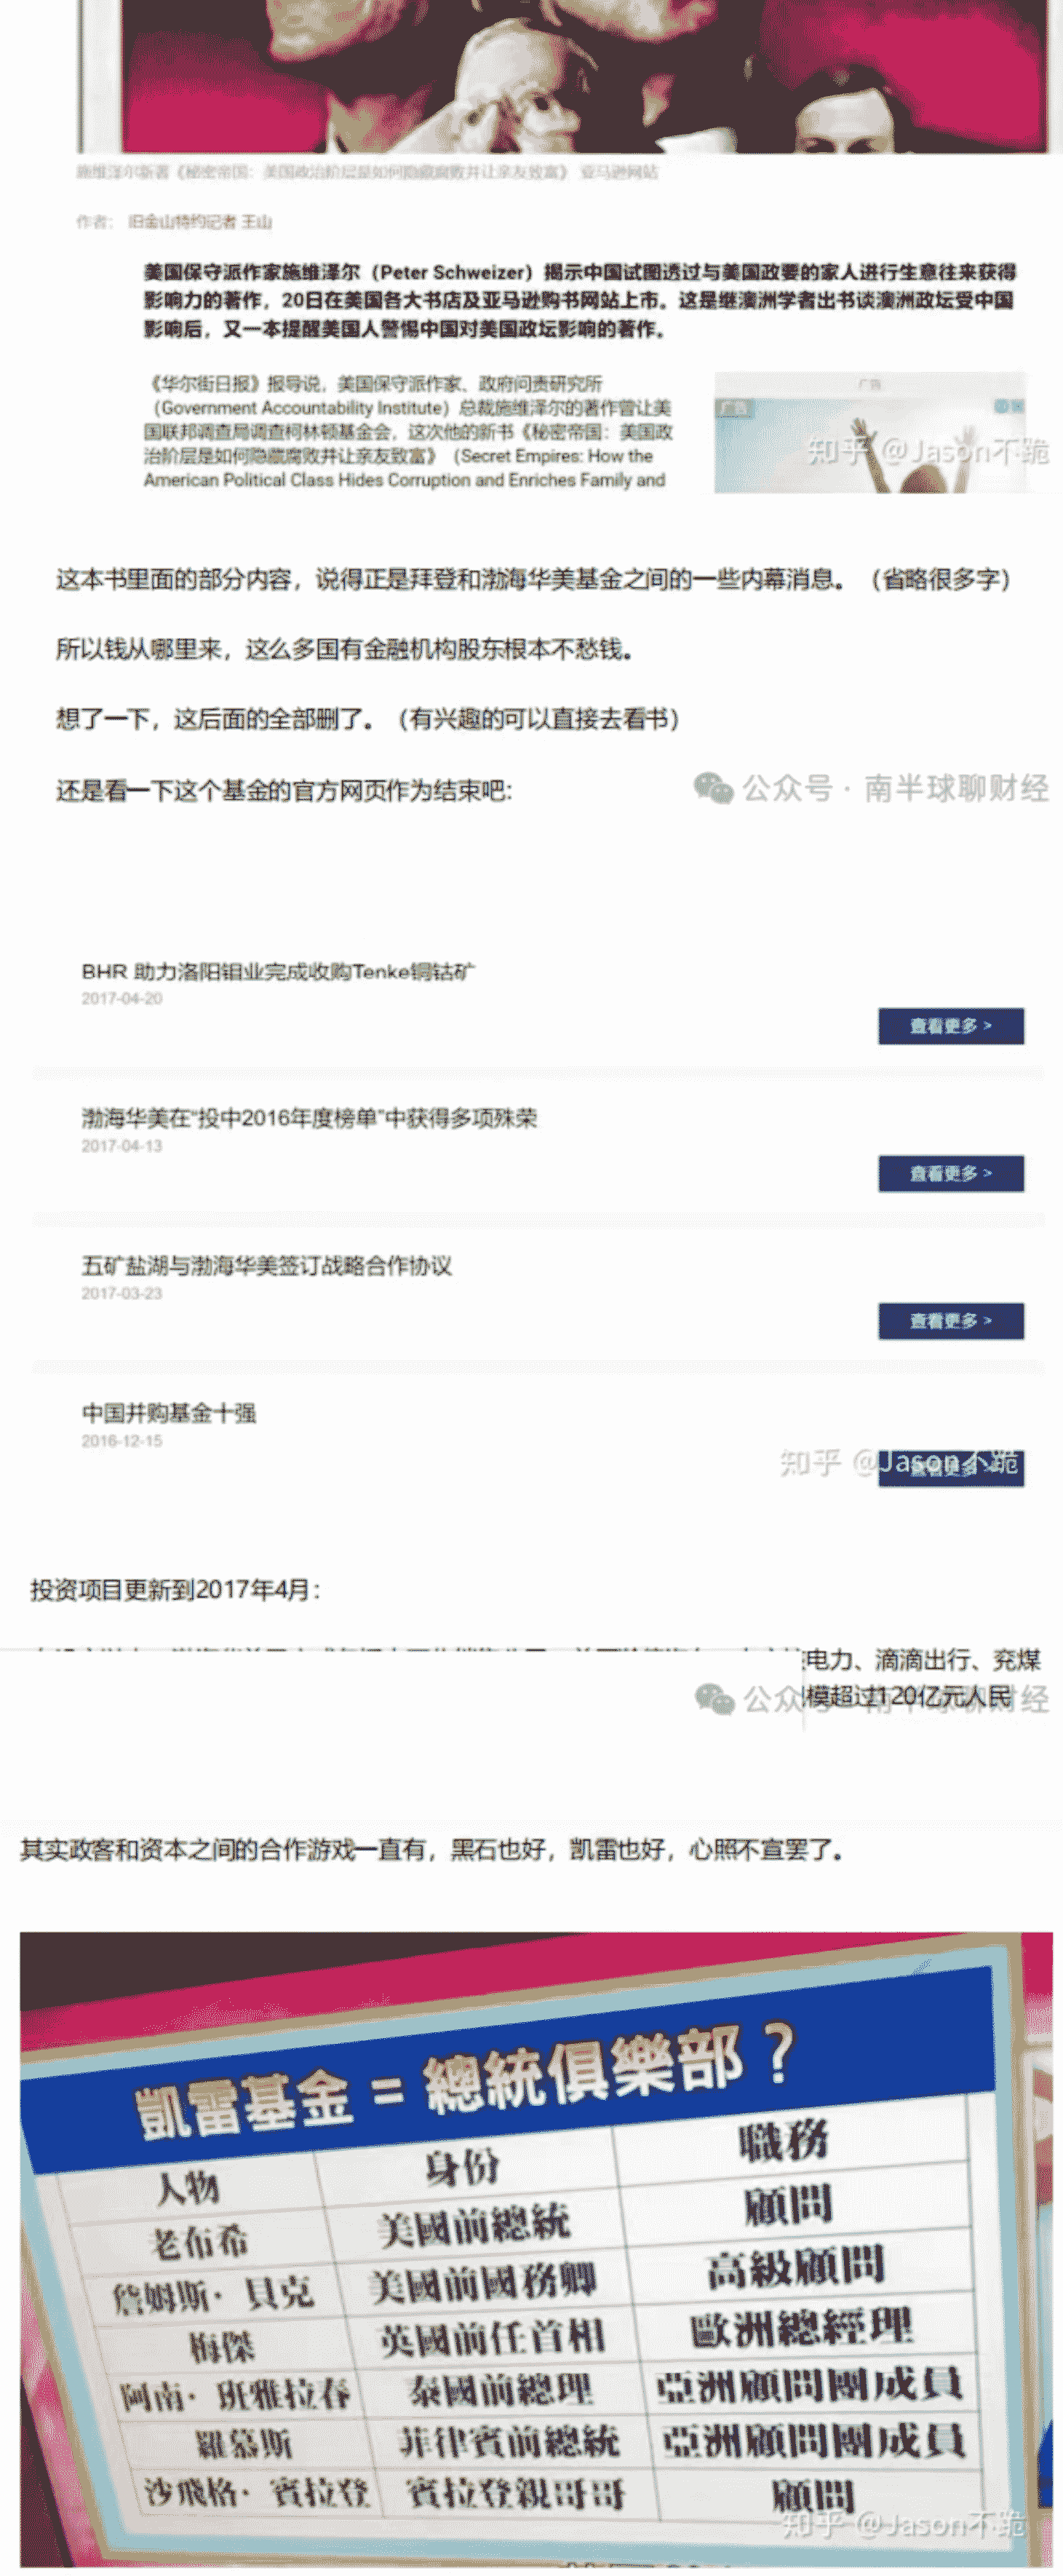 施维泽尔新著《秘密帝国：美国政治阶层是如何隐藏腐败并让亲友致富》 亚马逊网站
作者： 旧金山特约记者 王山
美国保守派作家施维泽尔（Peter Schweizer）揭示中国试图透过与美国政要的家人进行生意往来获得
影响力的著作，20日在美国各大书店及亚马逊购书网站上市。这是继澳洲学者出书谈澳洲政坛受中国
影响后，又一本提醒美国人警惕中国对美国政坛影响的著作。
《华尔街日报》报导说，美国保守派作家、政府问责研究所
（Government Accountability Institute）总裁施维泽尔的著作曾让美
国联邦调查局调查柯林顿基金会，这次他的新书《秘密帝国：美国政
治阶层是如何隐藏腐败并让亲友致富》（Secret Empires: How the
American Political Class Hides Corruption and Enriches Family and
广告
广告
知乎 @Jason不跪
这本书里面的部分内容，说得正是拜登和渤海华美基金之间的一些内幕消息。（省略很多字）
所以钱从哪里来，这么多国有金融机构股东根本不愁钱。
想了一下，这后面的全部删了。（有兴趣的可以直接去看书）
还是看一下这个基金的官方网页作为结束吧：
公众号 · 南半球聊财经
BHR 助力洛阳钼业完成收购Tenke铜钴矿
2017-04-20
查看更多 >
渤海华美在“投中2016年度榜单”中获得多项殊荣
2017-04-13
查看更多 >
五矿盐湖与渤海华美签订战略合作协议
2017-03-23
查看更多 >
中国并购基金十强
2016-12-15
知乎 @Jason不跪
投资项目更新到2017年4月：
电力、滴滴出行、兖煤
模超过120亿元人民
公众号 · 南半球聊财经
其实政客和资本之间的合作游戏一直有，黑石也好，凯雷也好，心照不宣罢了。
凱雷基金 = 總統俱樂部？
人物 身份 職務
老布希 美國前總統 顧問
詹姆斯·貝克 美國前國務卿 高級顧問
梅傑 英國前任首相 歐洲總經理
阿南·班雅拉春 泰國前總理 亞洲顧問團成員
羅慕斯 菲律賓前總統 亞洲顧問團成員
沙飛格·賓拉登 賓拉登親哥哥 顧問
知乎 @Jason不跪